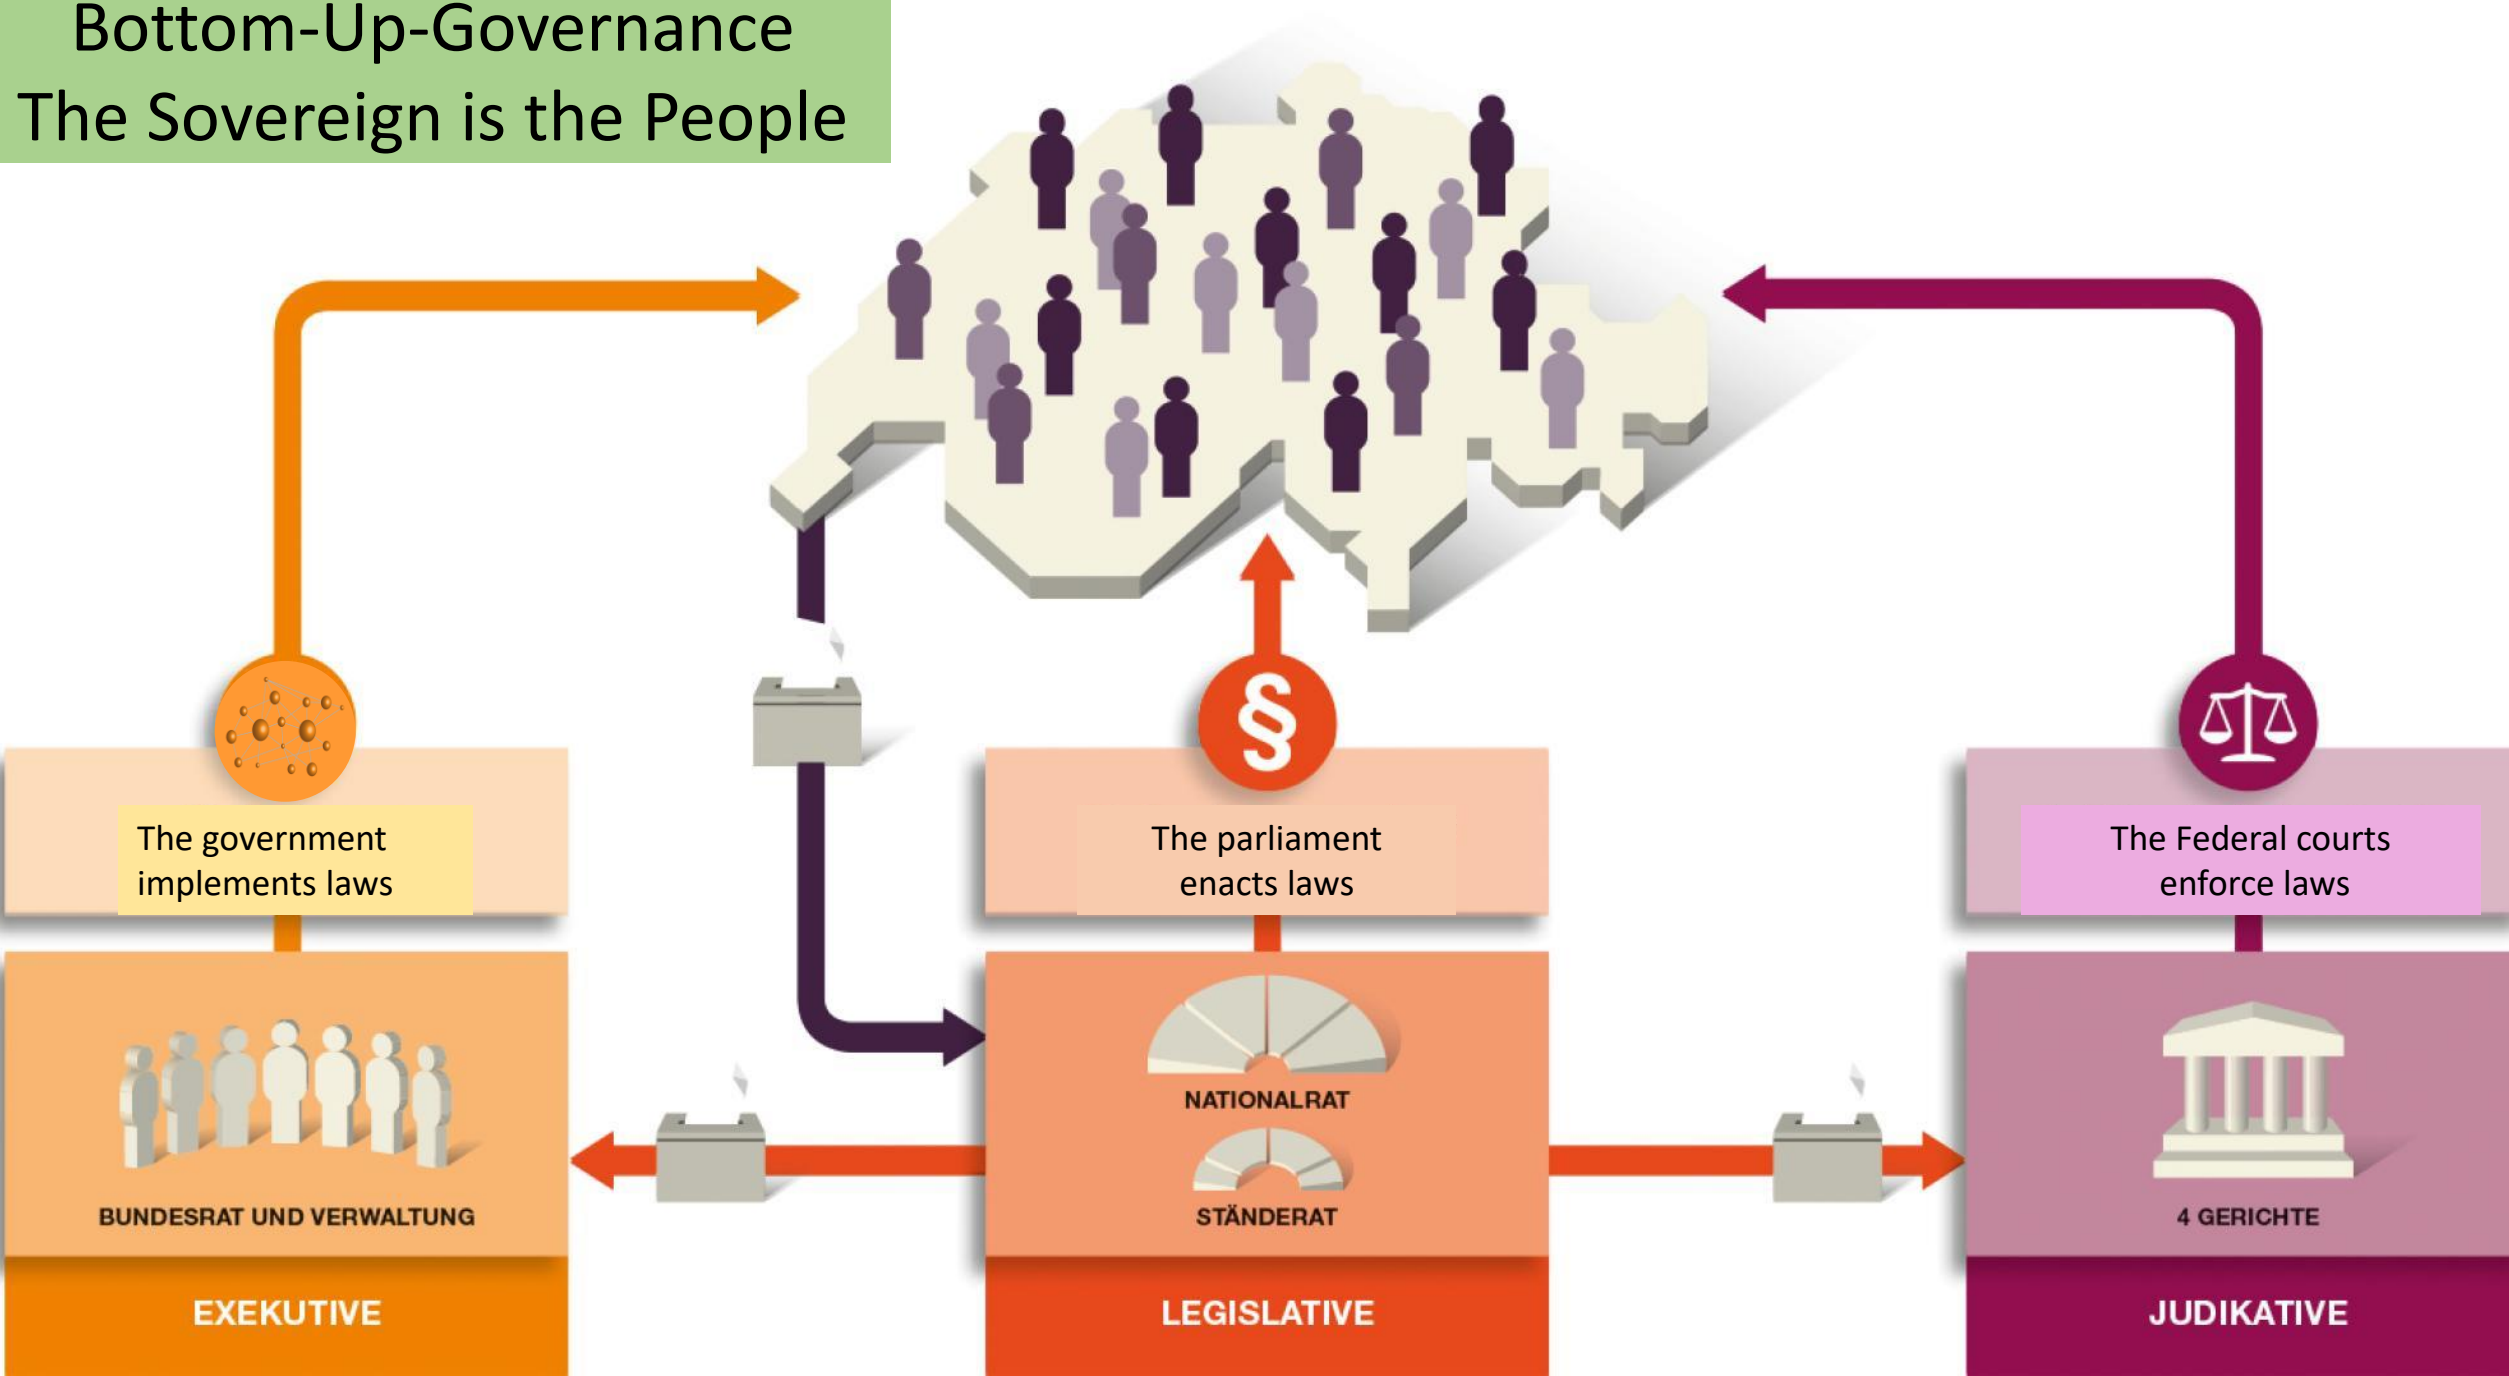 Bottom-Up-Governance
The Sovereign is the People
§
The government
implements laws
The parliament
enacts laws
The Federal courts
enforce laws
BUNDESRAT UND VERWALTUNG
NATIONALRAT
STÄNDERAT
4 GERICHTE
EXEKUTIVE
LEGISLATIVE
JUDIKATIVE